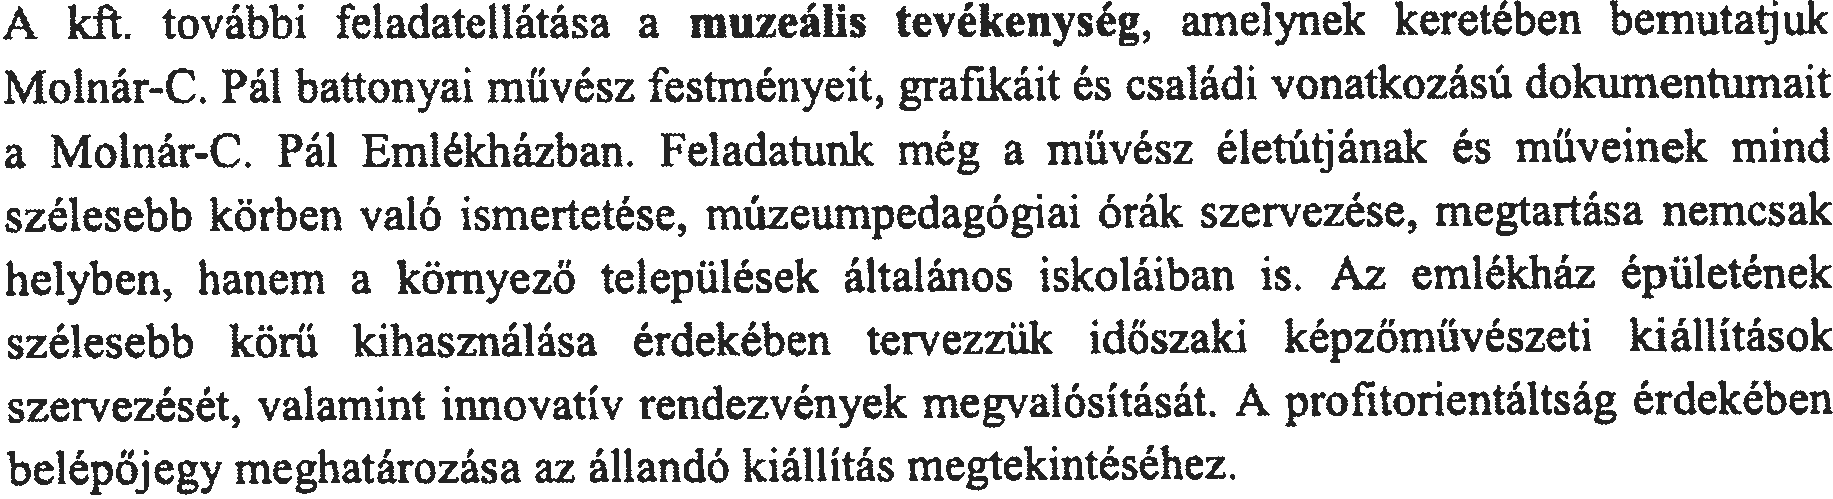 A kft. további feladatellátása a muzeális tevékenység, amelynek keretében bemutatjuk
Molnár-C. Pál battonyai művész festményeit, grafikáit és családi vonatkozású dokumentumait
a Molnár-C. Pál Emlékházban. Feladatunk még a művész életútjának és műveinek mind
szélesebb körben való ismertetése, múzeumpedagógiai órák szervezése, megtartása nemcsak
helyben, hanem a környező települések általános iskoláiban is. Az emlékház épületének
szélesebb körű kihasználása érdekében tervezzük időszaki képzőművészeti kiállítások
szervezését, valamint innovatív rendezvények megvalósítását. A profitorientáltság érdekében
belépőjegy meghatározása az állandó kiállítás megtekintéséhez.